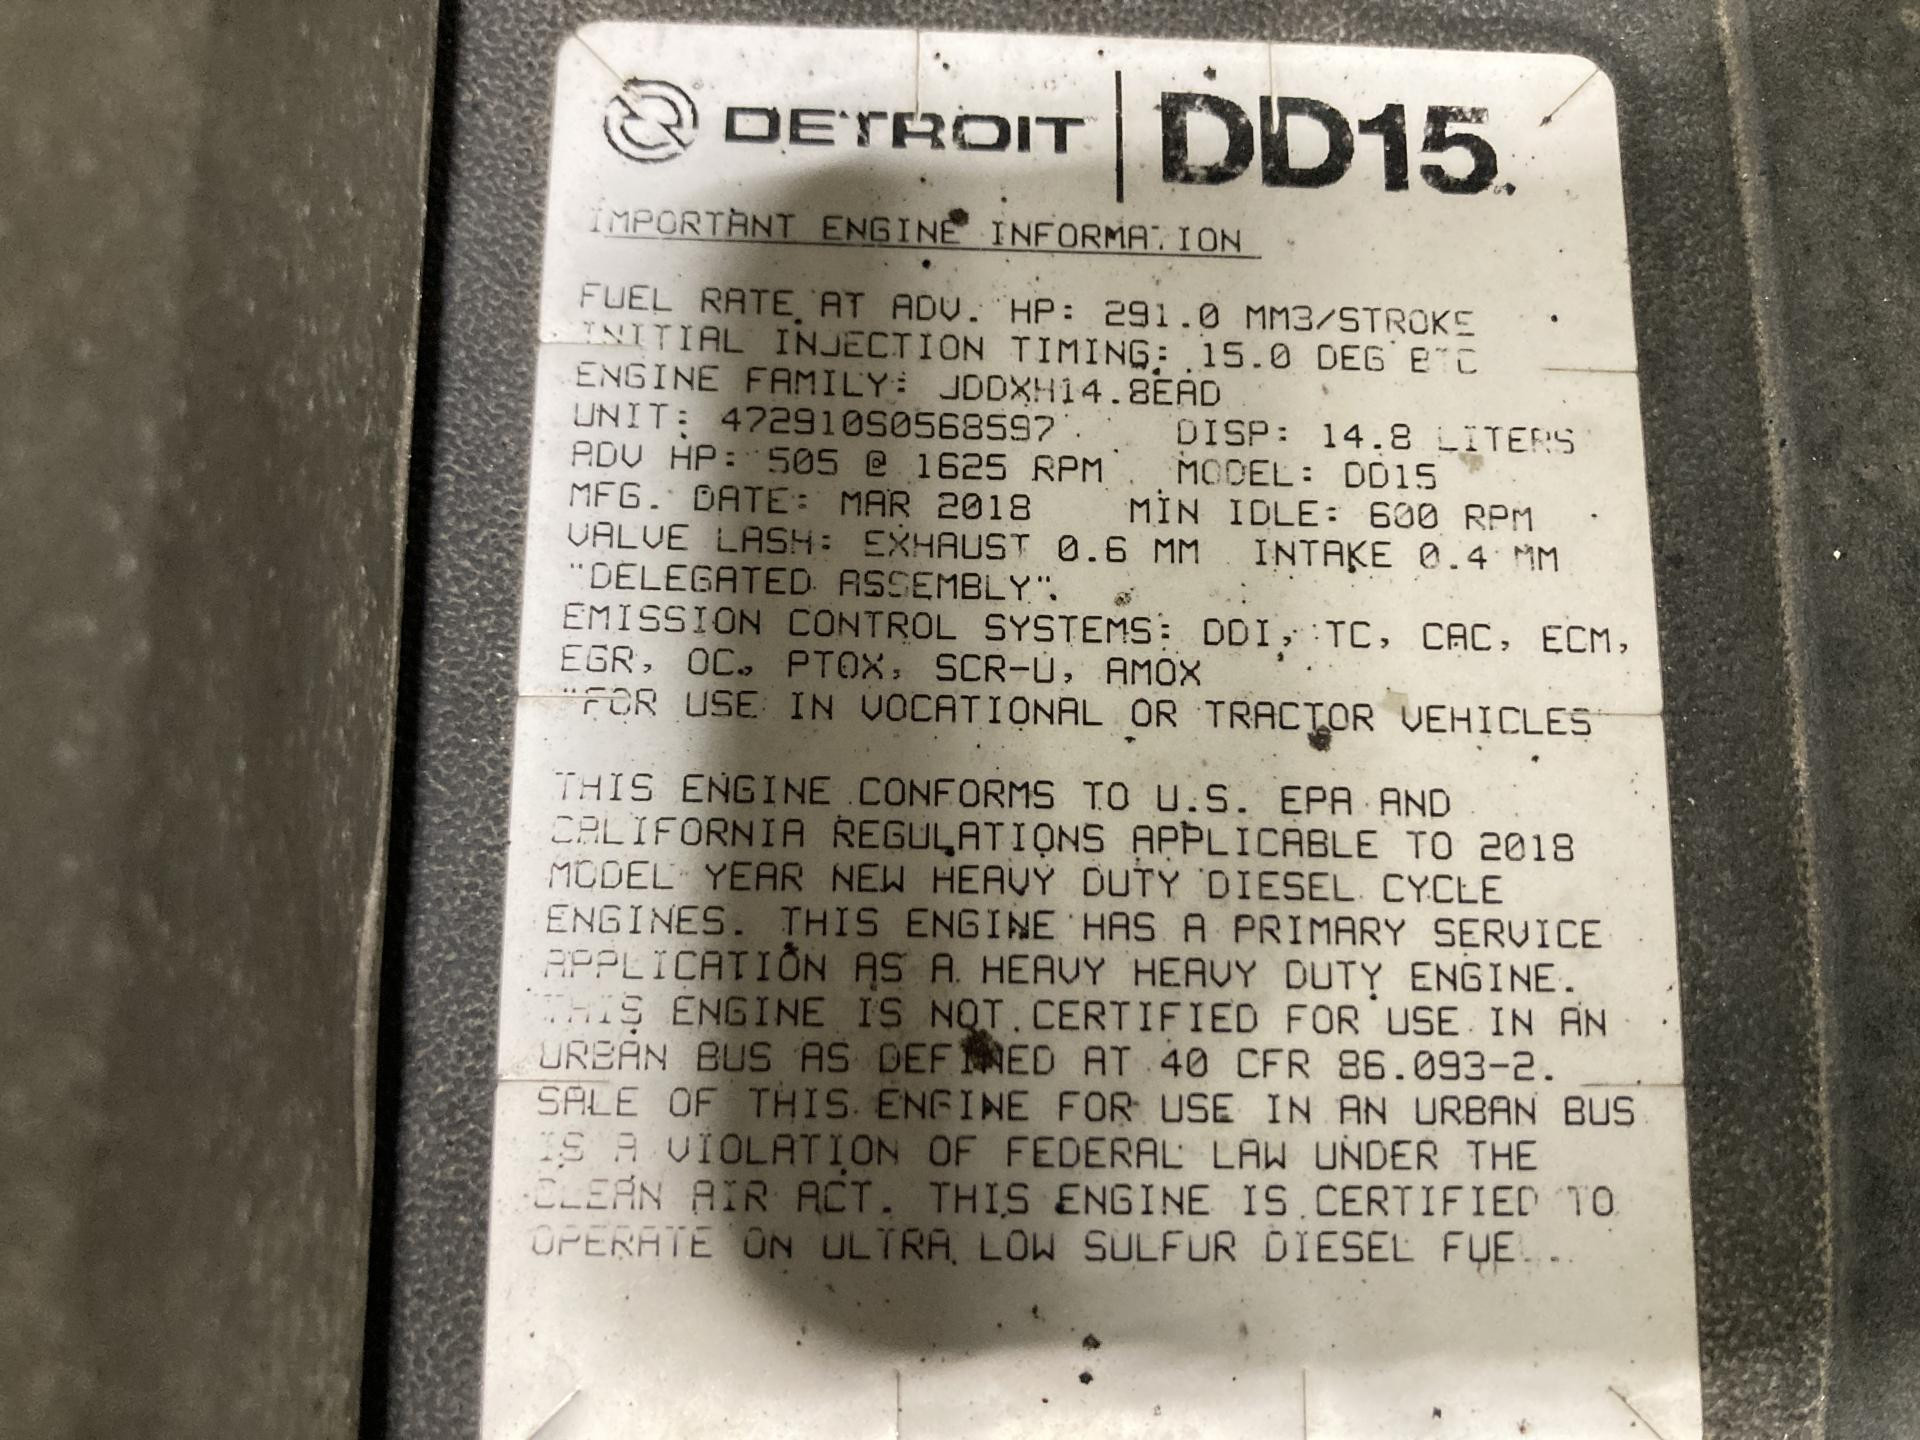 DETROIT | DD15
IMPORTANT ENGINE INFORMATION
FUEL RATE AT ADV. HP: 291.0 MM3/STROKE
INITIAL INJECTION TIMING: 15.0 DEG BTC
ENGINE FAMILY: JDDXH14.8EAD
UNIT: 472910S0568597 DISP: 14.8 LITERS
ADV HP: 505 @ 1625 RPM MODEL: DD15
MFG. DATE: MAR 2018 MIN IDLE: 600 RPM
VALVE LASH: EXHAUST 0.6 MM INTAKE 0.4 MM
"DELEGATED ASSEMBLY".
EMISSION CONTROL SYSTEMS: DDI, TC, CAC, ECM,
EGR, OC, PTOX, SCR-U, AMOX
"FOR USE IN VOCATIONAL OR TRACTOR VEHICLES
THIS ENGINE CONFORMS TO U.S. EPA AND
CALIFORNIA REGULATIONS APPLICABLE TO 2018
MODEL YEAR NEW HEAVY DUTY DIESEL CYCLE
ENGINES. THIS ENGINE HAS A PRIMARY SERVICE
APPLICATION AS A HEAVY HEAVY DUTY ENGINE.
THIS ENGINE IS NOT CERTIFIED FOR USE IN AN
URBAN BUS AS DEFINED AT 40 CFR 86.093-2.
SALE OF THIS ENGINE FOR USE IN AN URBAN BUS
IS A VIOLATION OF FEDERAL LAW UNDER THE
CLEAN AIR ACT. THIS ENGINE IS CERTIFIED TO
OPERATE ON ULTRA LOW SULFUR DIESEL FUEL.